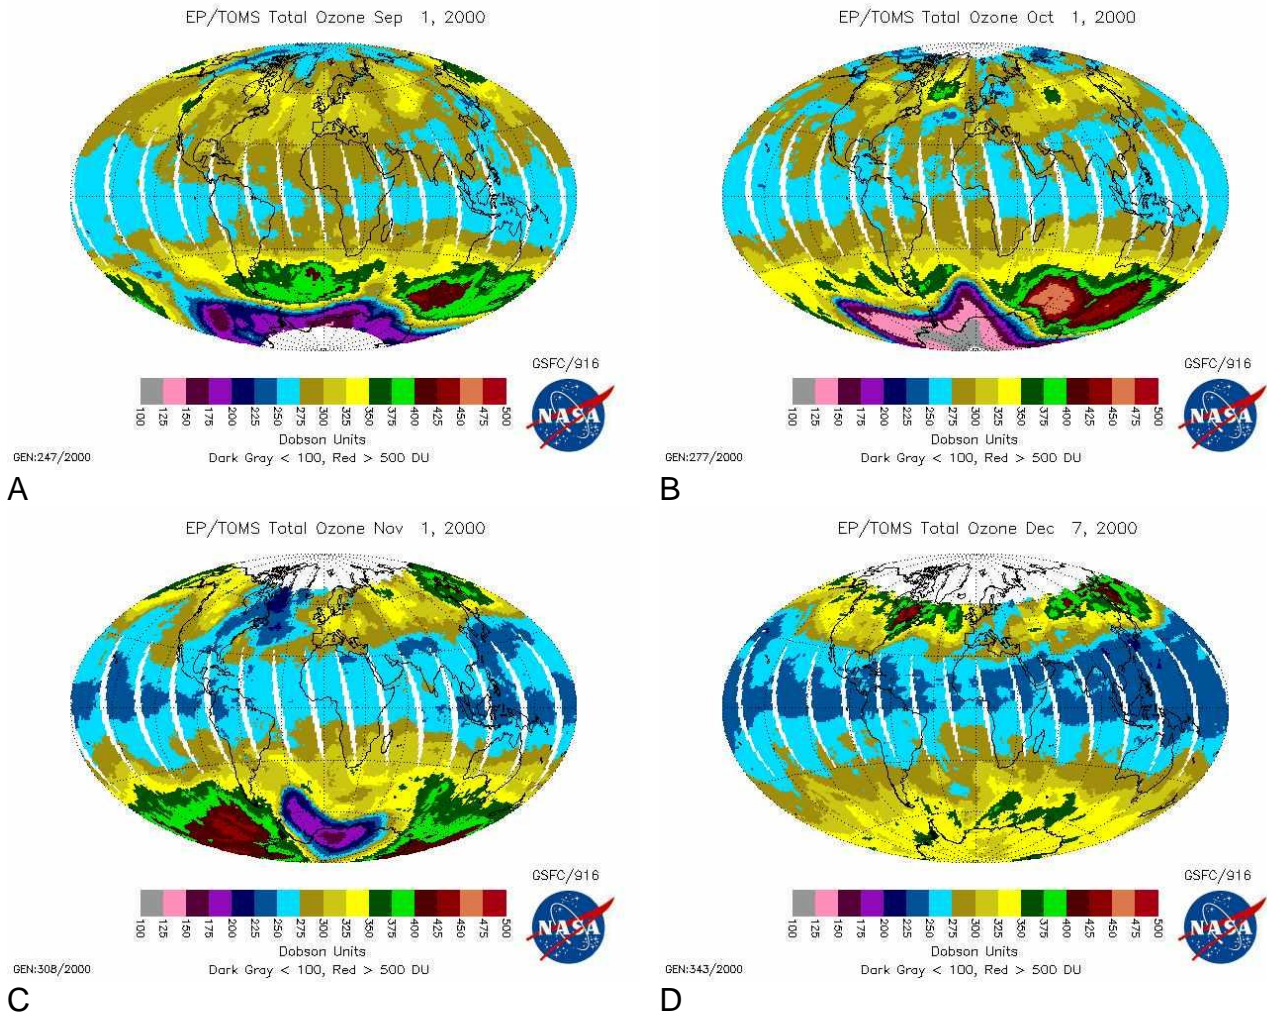 EP/TOMS Total Ozone Sep 1, 2000
GSFC/916
100 125 150 175 200 225 250 275 300 325 350 375 400 425 450 475 500
Dobson Units
GEN:247/2000
Dark Gray < 100, Red > 500 DU
NASA
A
EP/TOMS Total Ozone Oct 1, 2000
GSFC/916
100 125 150 175 200 225 250 275 300 325 350 375 400 425 450 475 500
Dobson Units
GEN:277/2000
Dark Gray < 100, Red > 500 DU
NASA
B
EP/TOMS Total Ozone Nov 1, 2000
GSFC/916
100 125 150 175 200 225 250 275 300 325 350 375 400 425 450 475 500
Dobson Units
GEN:308/2000
Dark Gray < 100, Red > 500 DU
NASA
C
EP/TOMS Total Ozone Dec 7, 2000
GSFC/916
100 125 150 175 200 225 250 275 300 325 350 375 400 425 450 475 500
Dobson Units
GEN:343/2000
Dark Gray < 100, Red > 500 DU
NASA
D